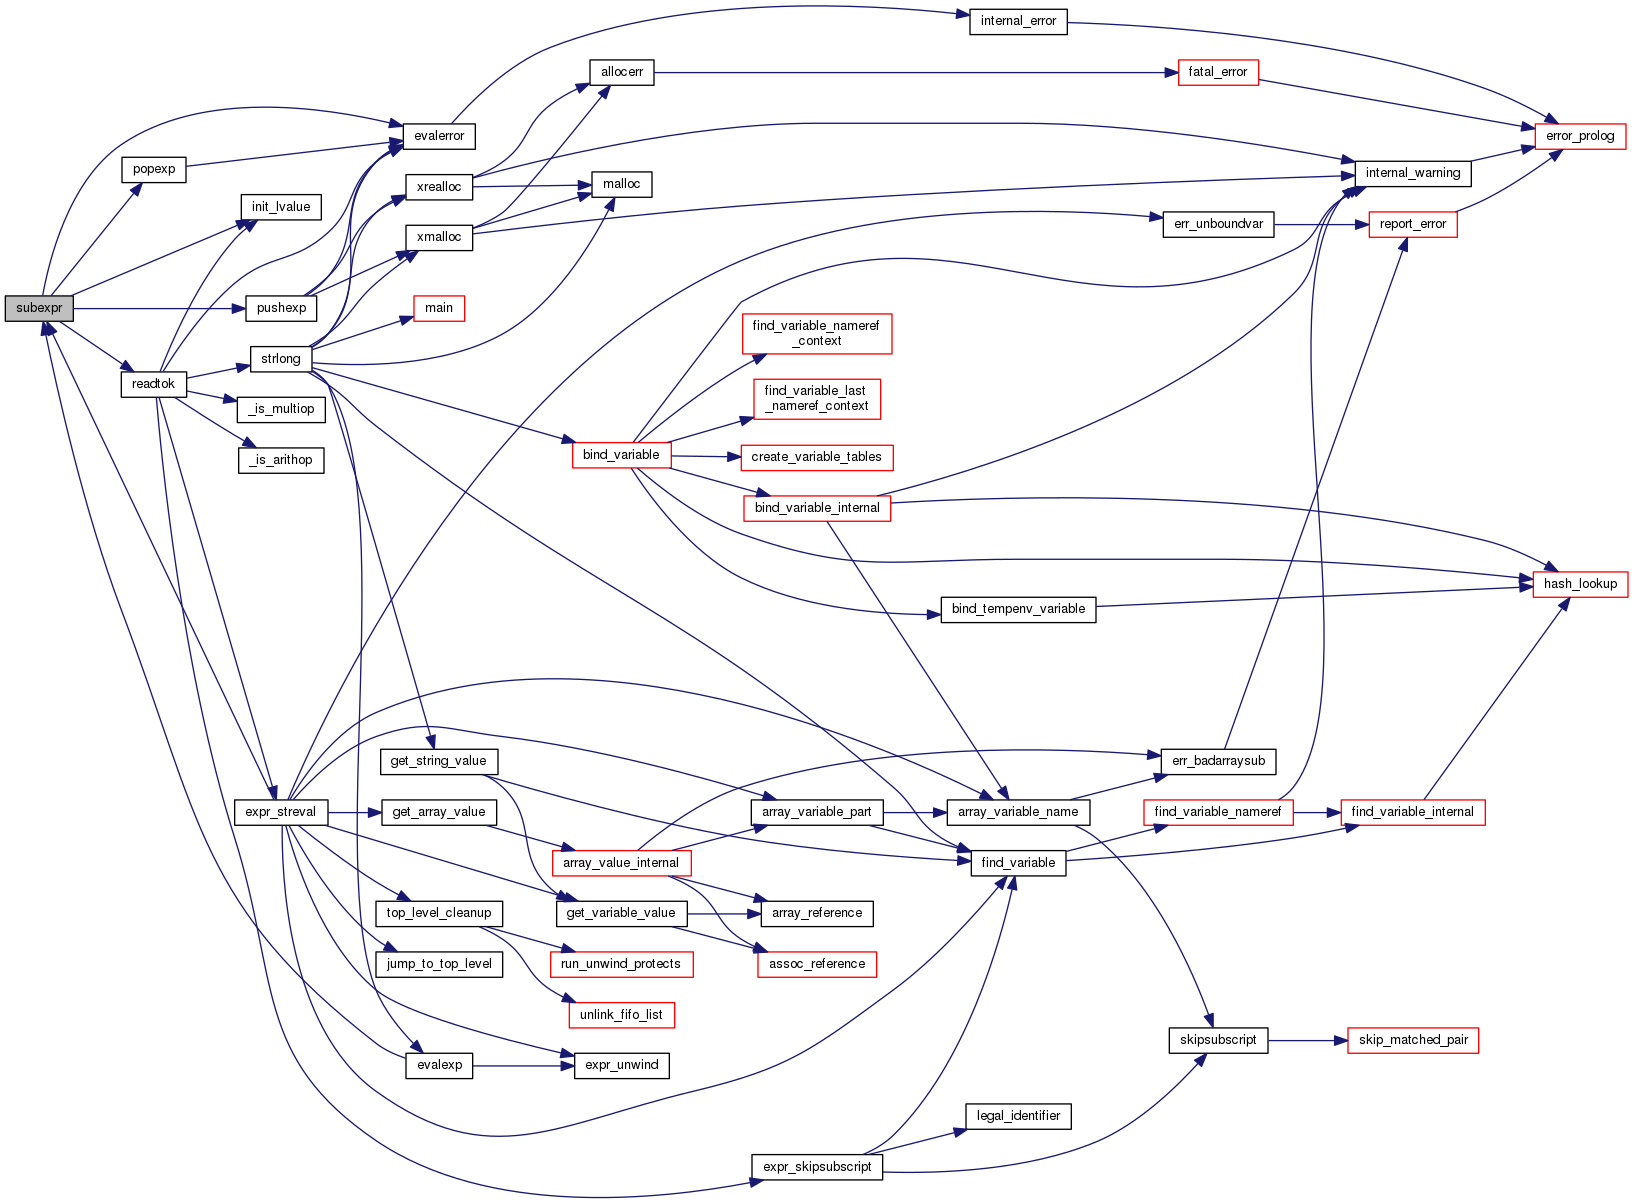 internal_error
allocerr
fatal_error
evalerror
error_prolog
popexp
internal_warning
xrealloc
malloc
init_lvalue
err_unboundvar
report_error
xmalloc
subexpr
pushexp
main
find_variable_nameref
_context
strlong
readtok
find_variable_last
_nameref_context
_is_multiop
bind_variable
create_variable_tables
_is_arithop
bind_variable_internal
hash_lookup
bind_tempenv_variable
get_string_value
err_badarraysub
expr_streval
get_array_value
array_variable_part
array_variable_name
find_variable_nameref
find_variable_internal
array_value_internal
find_variable
top_level_cleanup
get_variable_value
array_reference
jump_to_top_level
run_unwind_protects
assoc_reference
unlink_fifo_list
skipsubscript
skip_matched_pair
evalexp
expr_unwind
legal_identifier
expr_skipsubscript